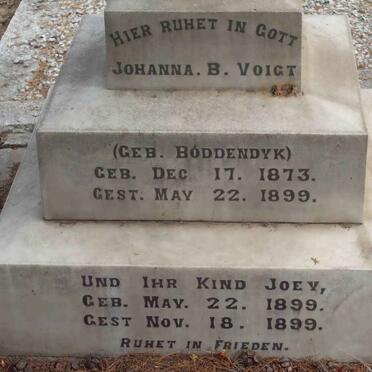 HIER RUHET IN GOTT
JOHANNA. B. VOIGT
(GEB. BÖDDENDYK)
GEB. DEC 17. 1873.
GEST. MAY 22. 1899.
UND IHR KIND JOEY,
GEB. MAY. 22. 1899.
GEST NOV. 18. 1899.
RUHET IN FRIEDEN.